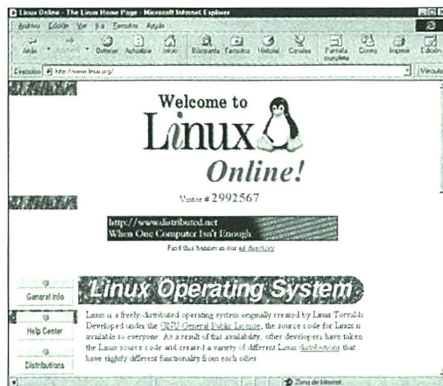 Linux Online - The Linux Home Page - Microsoft Internet Explorer
Archivo Edición Ver Ir a Favoritos Ayuda
Atrás Detener Actualizar Inicio Búsqueda Favoritos Historial Canales Pantalla completa Correo Imprimir Edición
Dirección http://www.linux.org/ Vínculos
Welcome to
Linux
Online!
Visitor # 2992567
http://www.distributed.net
When One Computer Isn't Enough
Find this banner in our ad directory
General Info
Linux Operating System
Linux is a freely-distributed operating system originally created by Linus Torvalds
Developed under the GNU General Public License, the source code for Linux is
Help Center
available to everyone. As a result of this availability, other developers have taken
the Linux source code and created a variety of different Linux distributions that
Distributions
have slightly different functionality from each other
Zona de Internet